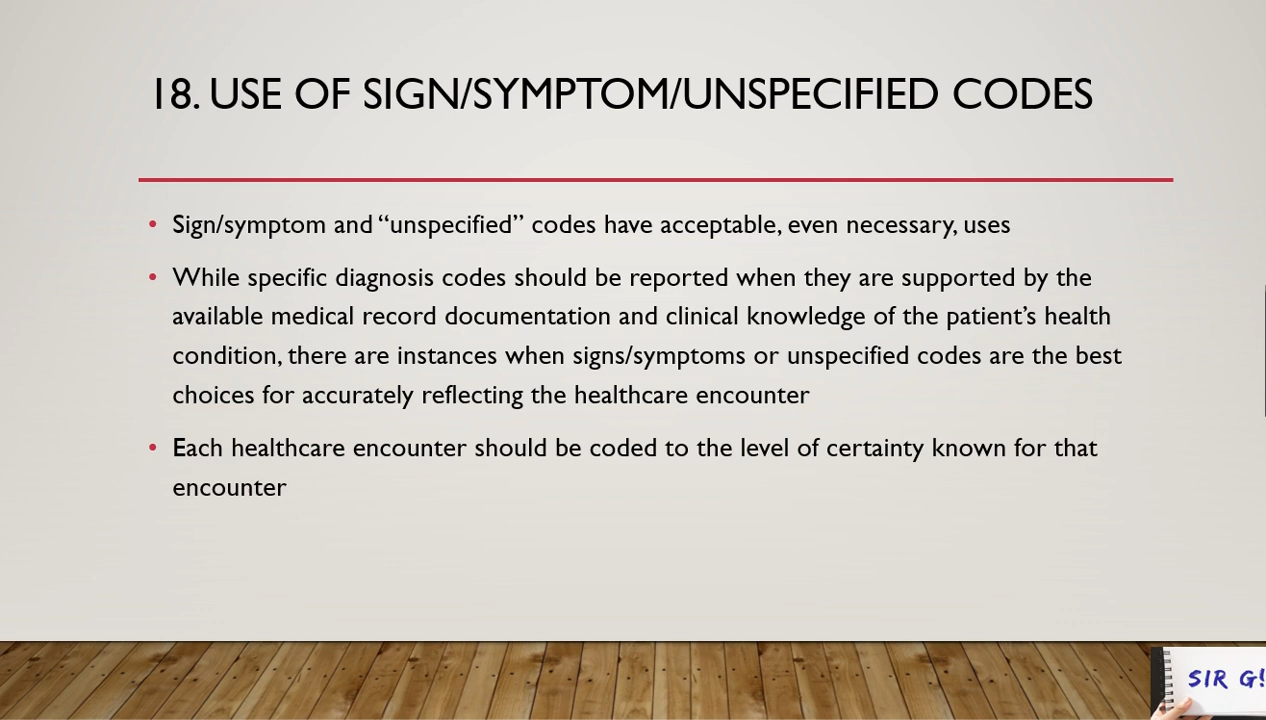 18. USE OF SIGN/SYMPTOM/UNSPECIFIED CODES
• Sign/symptom and “unspecified” codes have acceptable, even necessary, uses
• While specific diagnosis codes should be reported when they are supported by the
available medical record documentation and clinical knowledge of the patient’s health
condition, there are instances when signs/symptoms or unspecified codes are the best
choices for accurately reflecting the healthcare encounter
• Each healthcare encounter should be coded to the level of certainty known for that
encounter
SIR G!